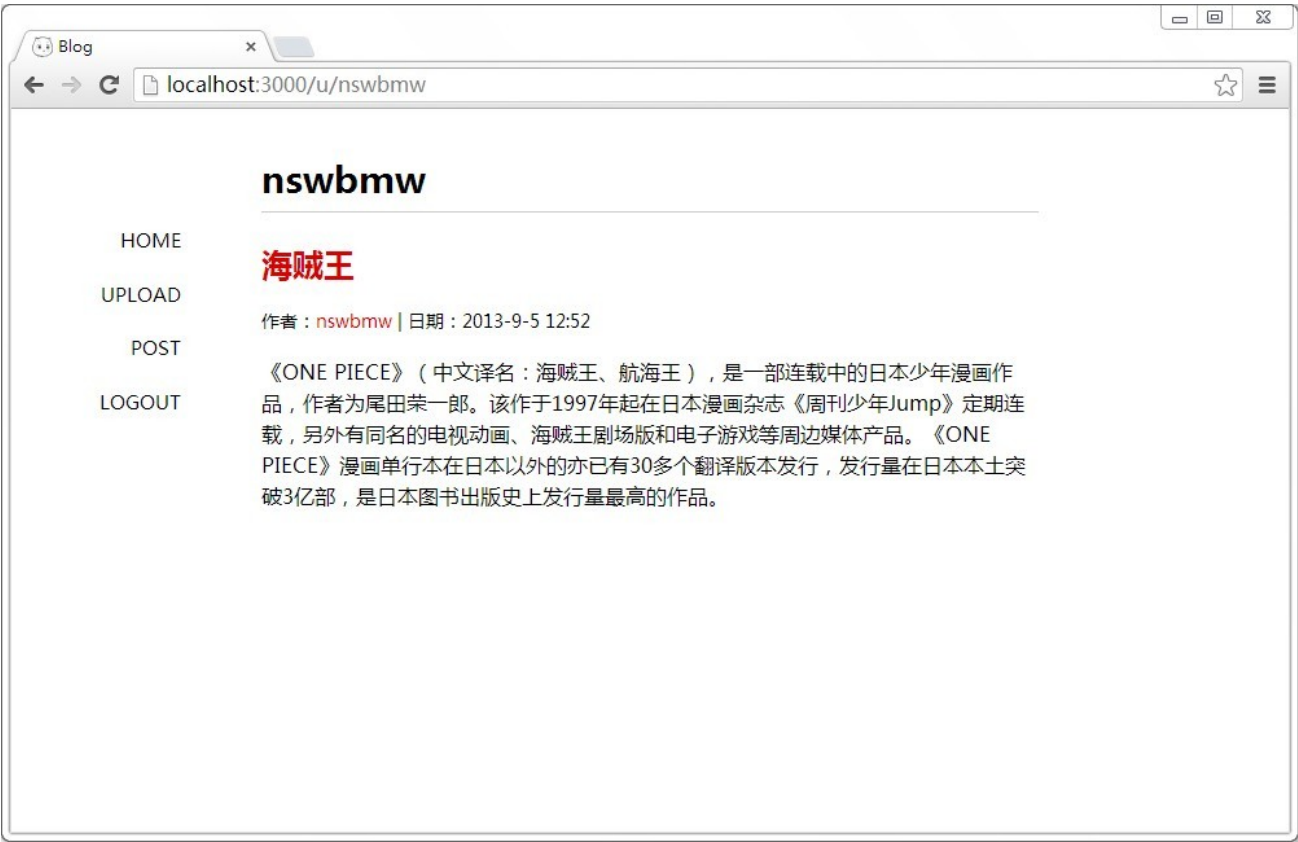 Blog
localhost:3000/u/nswbmw
nswbmw
HOME
UPLOAD
POST
LOGOUT
海贼王
作者：nswbmw | 日期：2013-9-5 12:52
《ONE PIECE》（中文译名：海贼王、航海王），是一部连载中的日本少年漫画作
品，作者为尾田荣一郎。该作于1997年起在日本漫画杂志《周刊少年Jump》定期连
载，另外有同名的电视动画、海贼王剧场版和电子游戏等周边媒体产品。《ONE
PIECE》漫画单行本在日本以外的亦已有30多个翻译版本发行，发行量在日本本土突
破3亿部，是日本图书出版史上发行量最高的作品。